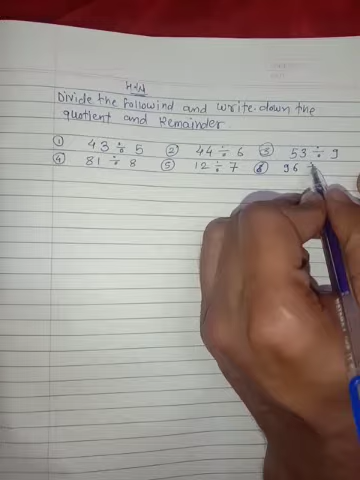 H.W
Divide the followind and write down the
quotient and Remainder.
① 43 ÷ 5 ② 44 ÷ 6 ③ 53 ÷ 9
④ 81 ÷ 8 ⑤ 12 ÷ 7 ⑥ 96 ÷